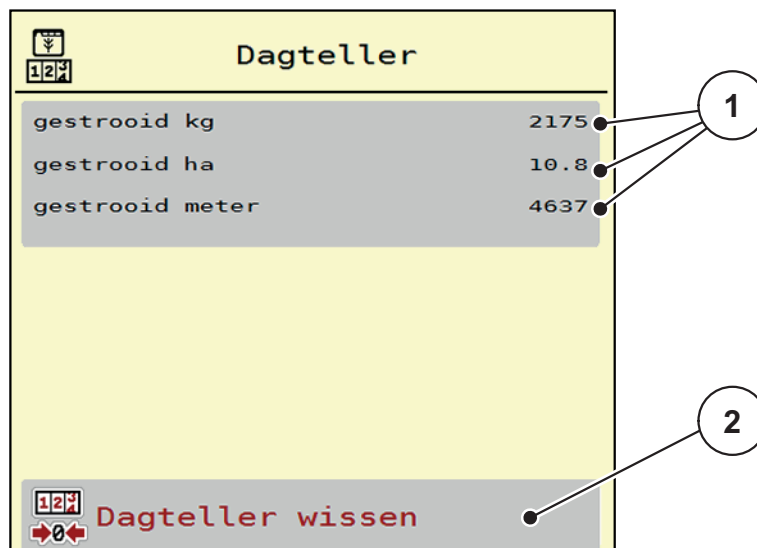 Dagteller
gestrooid kg 2175
gestrooid ha 10.8
gestrooid meter 4637
1
2
Dagteller wissen